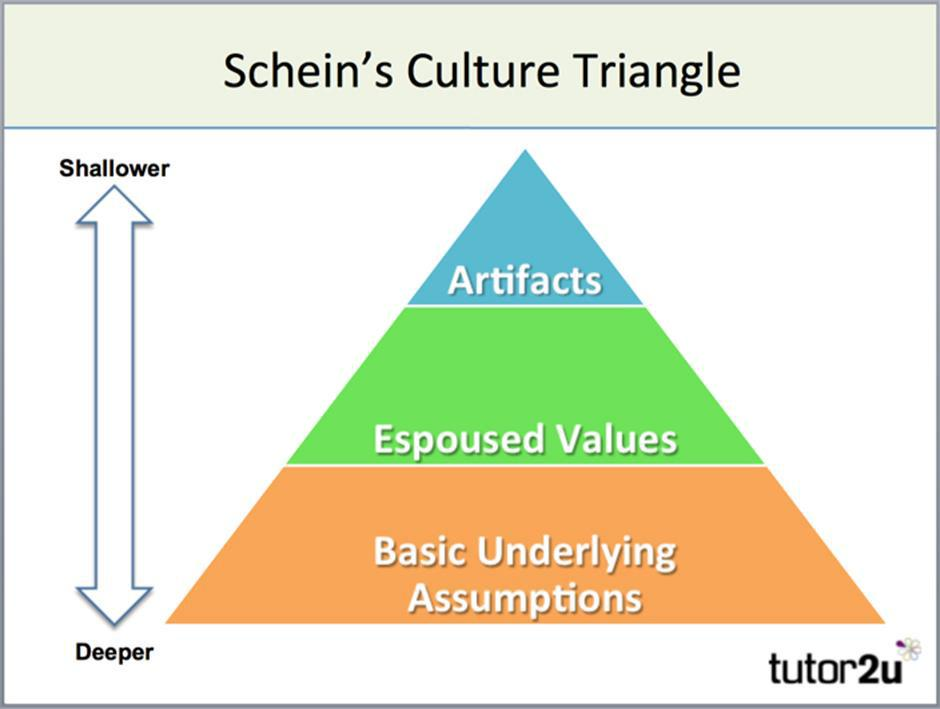 Schein's Culture Triangle
Shallower
Artifacts
Espoused Values
Basic Underlying
Assumptions
Deeper
tutor2u